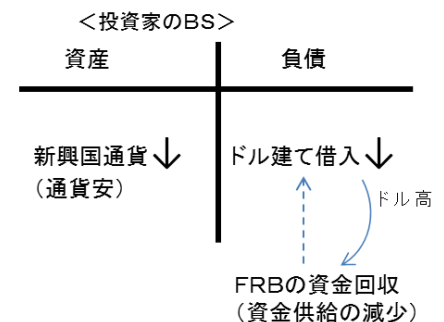 ＜投資家のＢＳ＞
資産
負債
新興国通貨
（通貨安）
ドル建て借入
ドル高
ＦＲＢの資金回収
（資金供給の減少）